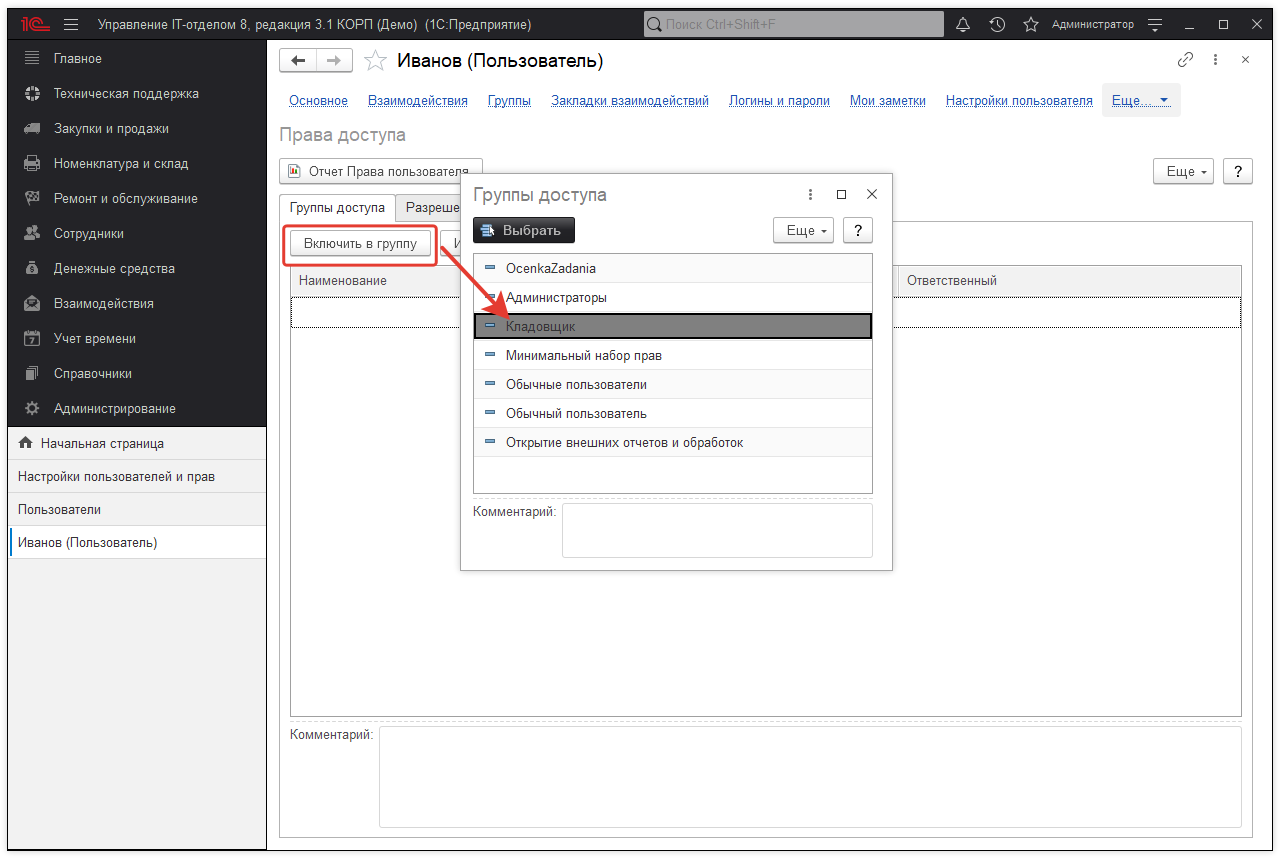 1С Управление IT-отделом 8, редакция 3.1 КОРП (Демо) (1С:Предприятие) Поиск Ctrl+Shift+F Администратор
Главное
Техническая поддержка
Закупки и продажи
Номенклатура и склад
Ремонт и обслуживание
Сотрудники
Денежные средства
Взаимодействия
7 Учет времени
Справочники
Администрирование
Начальная страница
Настройки пользователей и прав
Пользователи
Иванов (Пользователь)
Иванов (Пользователь)
Основное Взаимодействия Группы Закладки взаимодействий Логины и пароли Мои заметки Настройки пользователя Еще...
Права доступа
Отчет Права пользователя Еще ?
Группы доступа Разреше
Включить в группу И
Наименование Ответственный
Комментарий:
Группы доступа
Выбрать Еще ?
OcenkaZadania
Администраторы
Кладовщик
Минимальный набор прав
Обычные пользователи
Обычный пользователь
Открытие внешних отчетов и обработок
Комментарий: